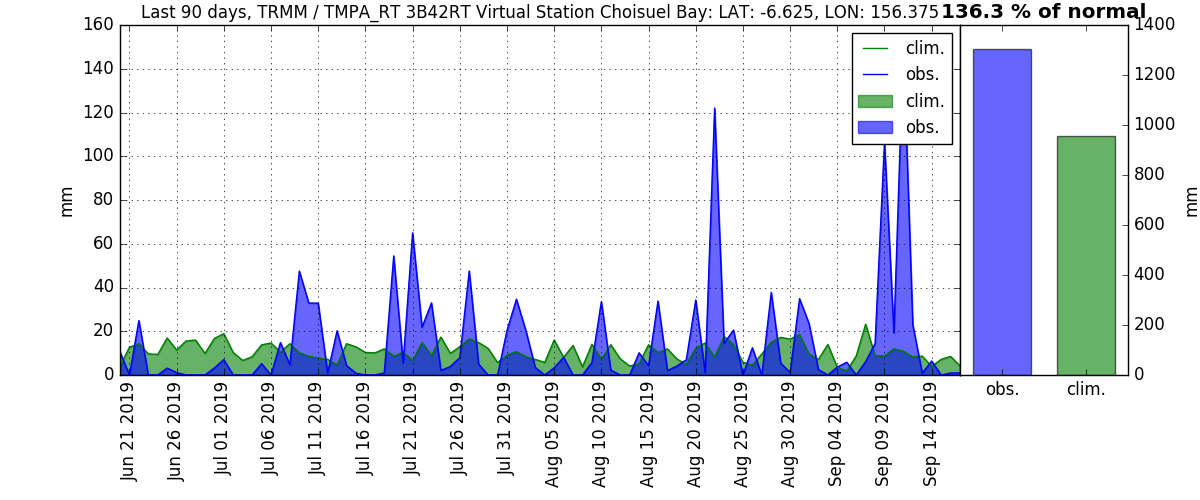 Last 90 days, TRMM / TMPA_RT 3B42RT Virtual Station Choisuel Bay: LAT: -6.625, LON: 156.375 136.3 % of normal
160
140
120
100
80
60
40
20
0
mm
clim.
obs.
clim.
obs.
1400
1200
1000
800
600
400
200
0
mm
Jun 21 2019
Jun 26 2019
Jul 01 2019
Jul 06 2019
Jul 11 2019
Jul 16 2019
Jul 21 2019
Jul 26 2019
Jul 31 2019
Aug 05 2019
Aug 10 2019
Aug 15 2019
Aug 20 2019
Aug 25 2019
Aug 30 2019
Sep 04 2019
Sep 09 2019
Sep 14 2019
obs. clim.